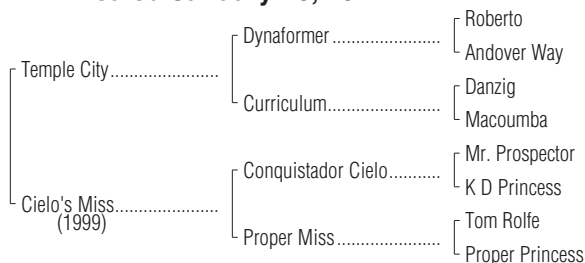 Roberto
Dynaformer
Andover Way
Temple City
Danzig
Curriculum
Macoumba
Mr. Prospector
Conquistador Cielo
K D Princess
Cielo's Miss
(1999)
Tom Rolfe
Proper Miss
Proper Princess